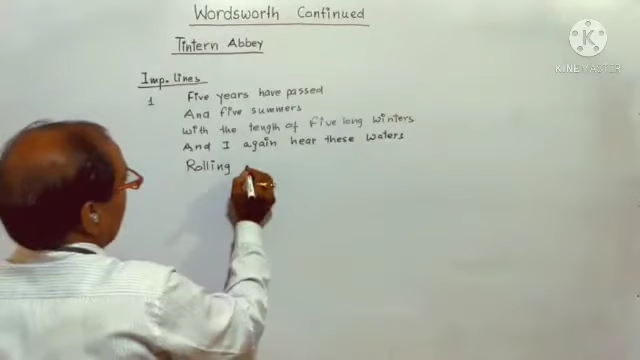 Wordsworth Continued
Tintern Abbey
Imp. lines
1 Five years have passed
And five summers
with the length of five long winters
And I again hear these waters
Rolling
K
KINEMASTER